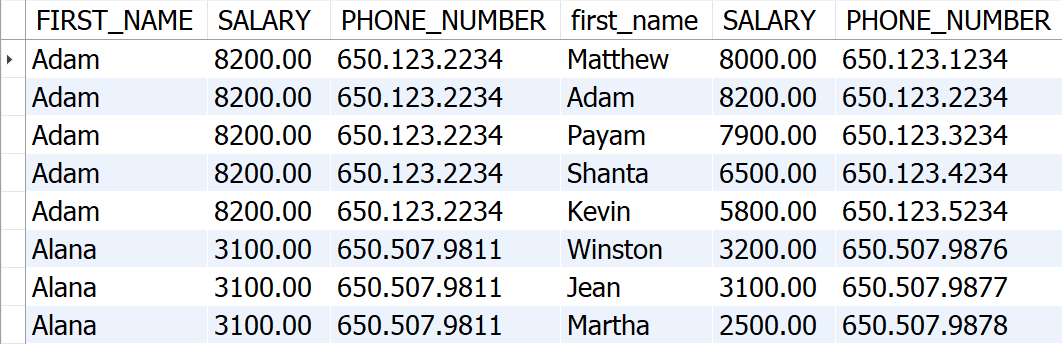 FIRST_NAME SALARY PHONE_NUMBER first_name SALARY PHONE_NUMBER
Adam 8200.00 650.123.2234 Matthew 8000.00 650.123.1234
Adam 8200.00 650.123.2234 Adam 8200.00 650.123.2234
Adam 8200.00 650.123.2234 Payam 7900.00 650.123.3234
Adam 8200.00 650.123.2234 Shanta 6500.00 650.123.4234
Adam 8200.00 650.123.2234 Kevin 5800.00 650.123.5234
Alana 3100.00 650.507.9811 Winston 3200.00 650.507.9876
Alana 3100.00 650.507.9811 Jean 3100.00 650.507.9877
Alana 3100.00 650.507.9811 Martha 2500.00 650.507.9878